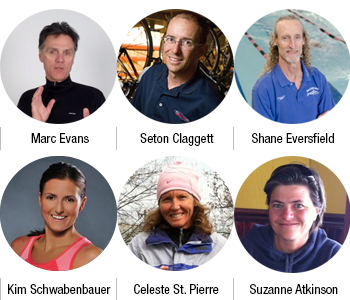 Marc Evans
Seton Claggett
Shane Eversfield
Kim Schwabenbauer
Celeste St. Pierre
Suzanne Atkinson